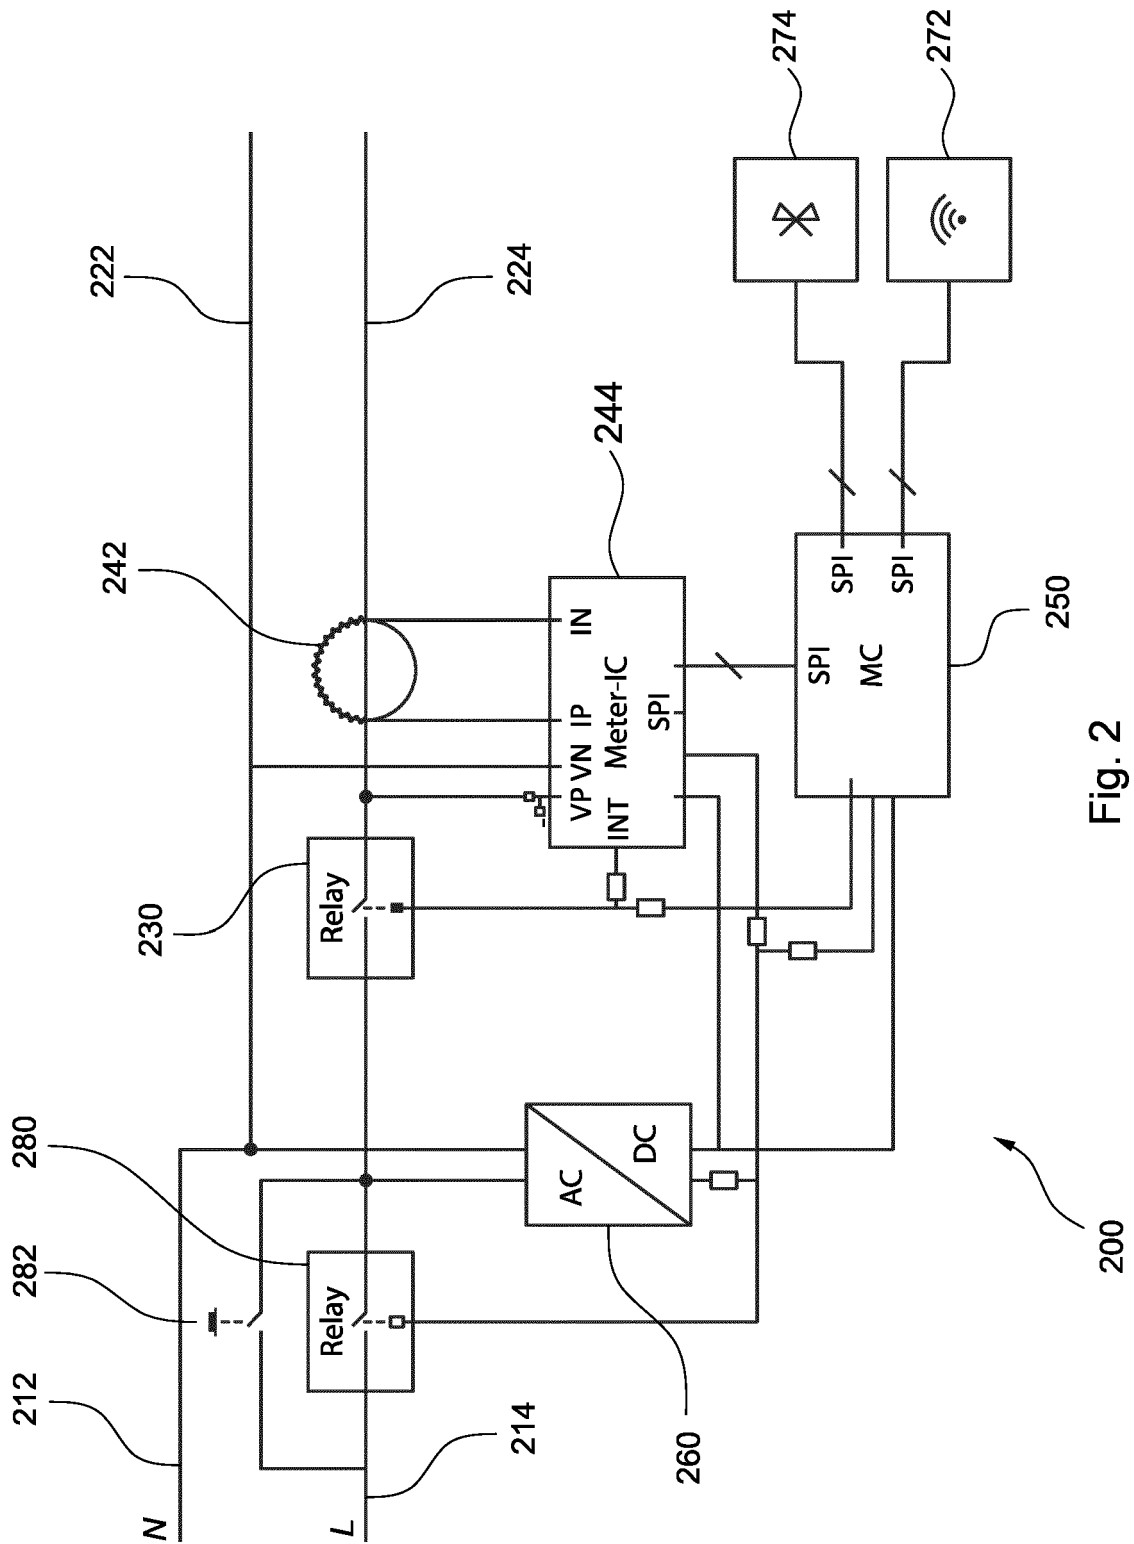 274
272
222
224
242
244
IN
IP
VN
VP
INT
Meter-IC
SPI
SPI
SPI
SPI
MC
250
230
Relay
280
282
Relay
AC
DC
260
212
214
N
L
200
Fig. 2